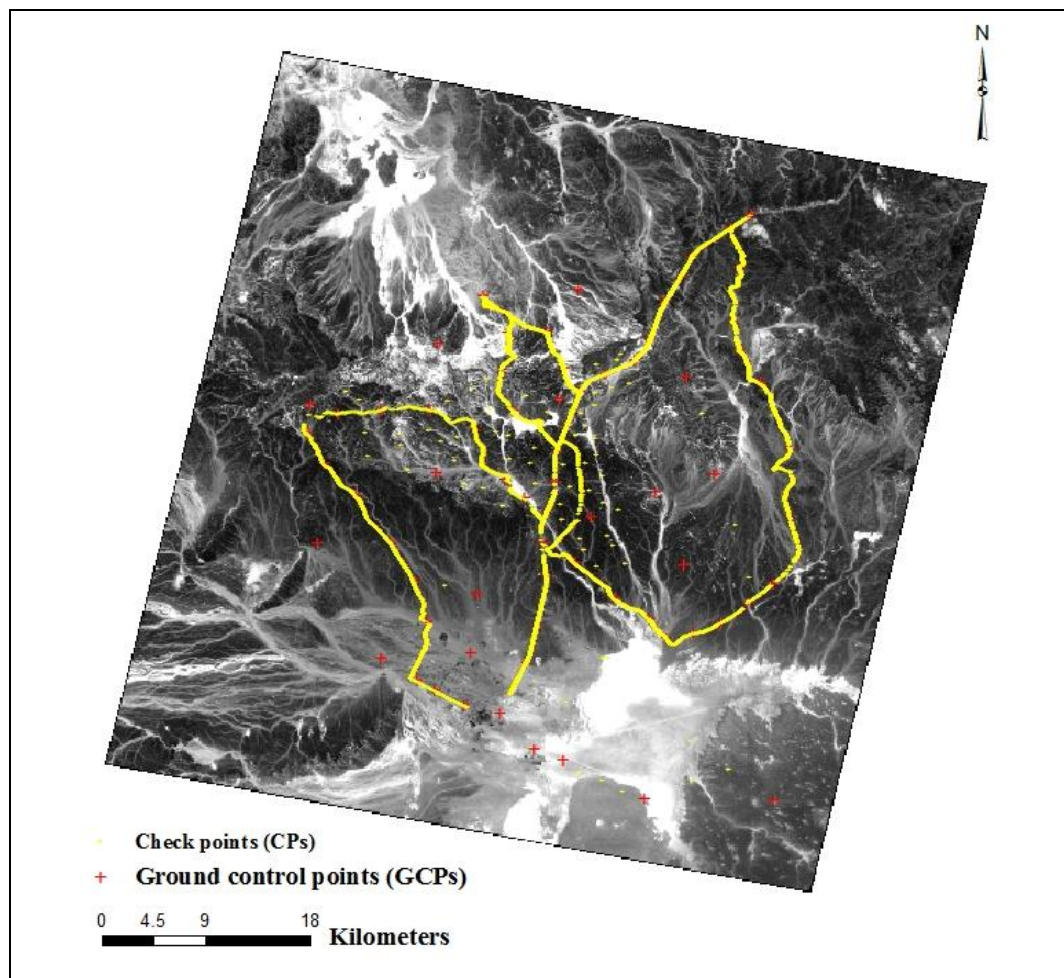 N
Check points (CPs)
Ground control points (GCPs)
0 4.5 9 18
Kilometers